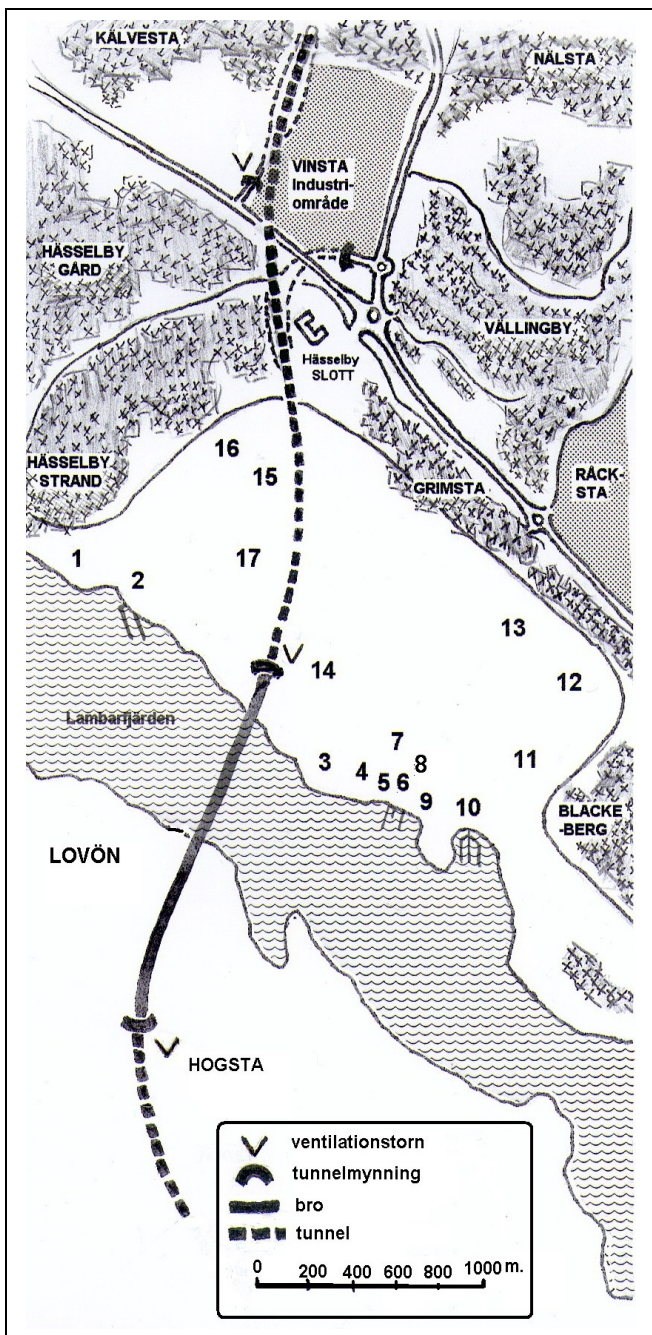 KÄLVESTA
NÄLSTA
V
VINSTA
Industri-
område
HÄSSELBY
GÅRD
VÄLLINGBY
Hässelby
SLOTT
HÄSSELBY
STRAND
16
15
GRIMSTA
RÅCK-
STA
1
2
17
13
V
14
12
Lambarfjärden
7
3
4
8
11
5
6
9
10
BLACKE
-BERG
LOVÖN
V
HOGSTA
V ventilationstorn
tunnelmynning
bro
tunnel
0 200 400 600 800 1000 m.